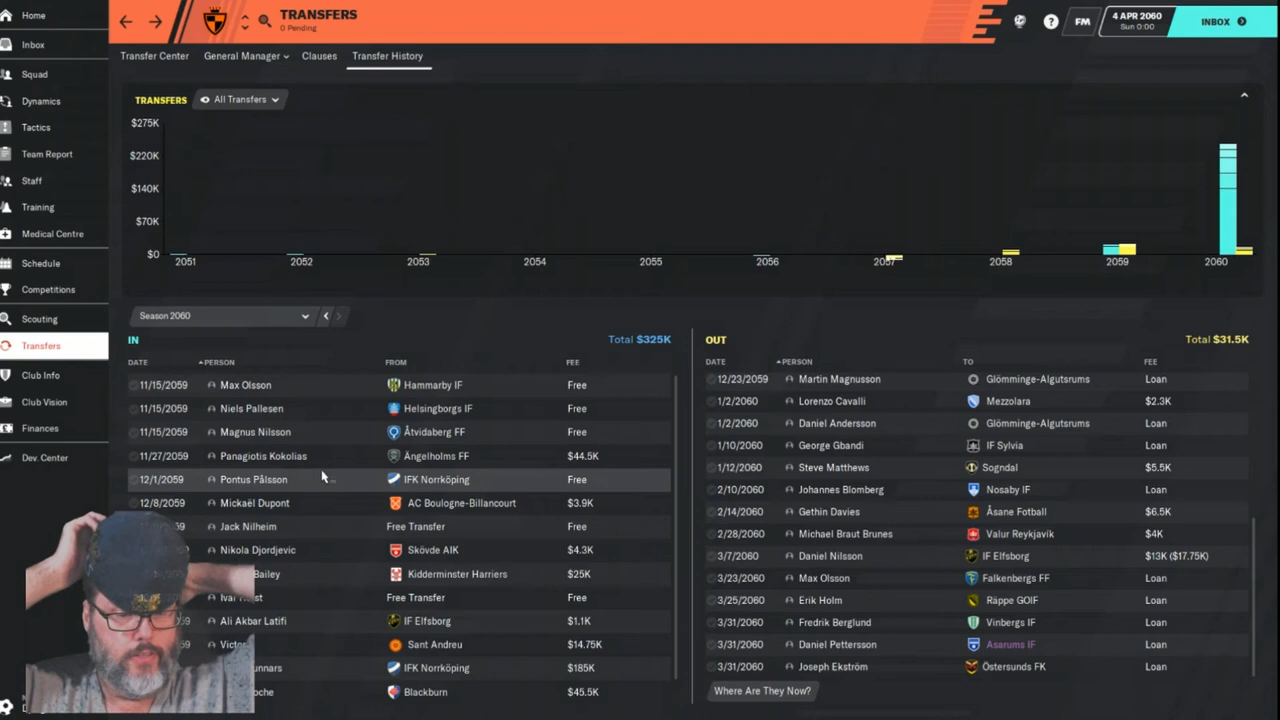 Home
Inbox
Squad
Dynamics
Tactics
Team Report
Staff
Training
Medical Centre
Schedule
Competitions
Scouting
Transfers
Club Info
Club Vision
Finances
Dev. Center
TRANSFERS
0 Pending
FM
4 APR 2060
Sun 0:00
INBOX
Transfer Center
General Manager
Clauses
Transfer History
TRANSFERS
All Transfers
$275K
$220K
$140K
$70K
$0
2051 2052 2053 2054 2055 2056 2057 2058 2059 2060
Season 2060
IN Total $325K
DATE PERSON FROM FEE
11/15/2059 Max Olsson Hammarby IF Free
11/15/2059 Niels Pallesen Helsingborgs IF Free
11/15/2059 Magnus Nilsson Åtvidaberg FF Free
11/27/2059 Panagiotis Kokolias Ängelholms FF $44.5K
12/1/2059 Pontus Pålsson IFK Norrköping Free
12/8/2059 Mickaël Dupont AC Boulogne-Billancourt $3.9K
Jack Nilheim Free Transfer Free
Nikola Djordjevic Skövde AIK $4.3K
Bailey Kidderminster Harriers $25K
Free Transfer Free
Ali Akbar Latifi IF Elfsborg $1.1K
Victor Sant Andreu $14.75K
IFK Norrköping $185K
Blackburn $45.5K
OUT Total $31.5K
DATE PERSON TO FEE
12/23/2059 Martin Magnusson Glömminge-Algutsrums Loan
1/2/2060 Lorenzo Cavalli Mezzolara $2.3K
1/2/2060 Daniel Andersson Glömminge-Algutsrums Loan
1/10/2060 George Gbandi IF Sylvia Loan
1/12/2060 Steve Matthews Sogndal $5.5K
2/10/2060 Johannes Blomberg Nosaby IF Loan
2/14/2060 Gethin Davies Åsane Fotball $6.5K
2/28/2060 Michael Braut Brunes Valur Reykjavík $4K
3/7/2060 Daniel Nilsson IF Elfsborg $13K ($17.75K)
3/23/2060 Max Olsson Falkenbergs FF Loan
3/25/2060 Erik Holm Räppe GOIF Loan
3/31/2060 Fredrik Berglund Vinbergs IF Loan
3/31/2060 Daniel Pettersson Asarums IF Loan
3/31/2060 Joseph Ekström Östersunds FK Loan
Where Are They Now?